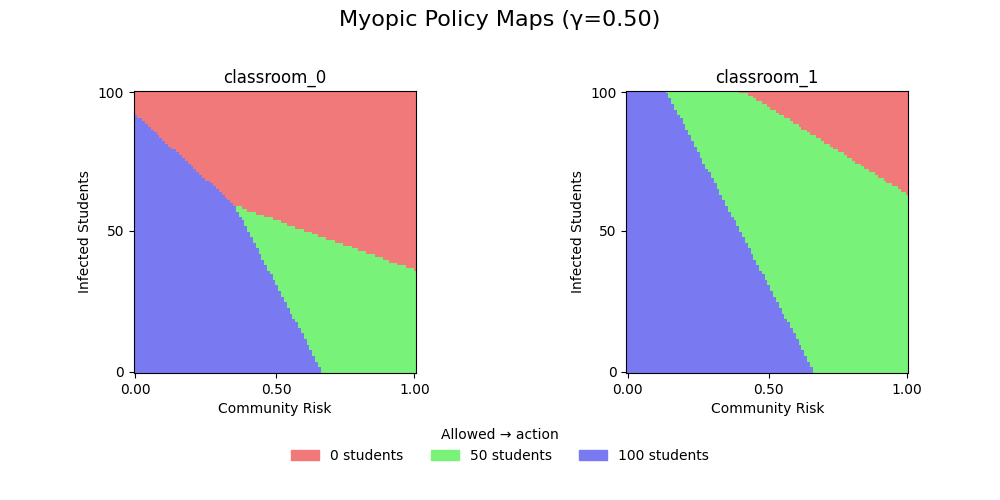 Myopic Policy Maps (γ=0.50)
classroom_0
classroom_1
100
50
0
Infected Students
0.00 0.50 1.00
Community Risk
100
50
0
Infected Students
0.00 0.50 1.00
Community Risk
Allowed → action
0 students 50 students 100 students